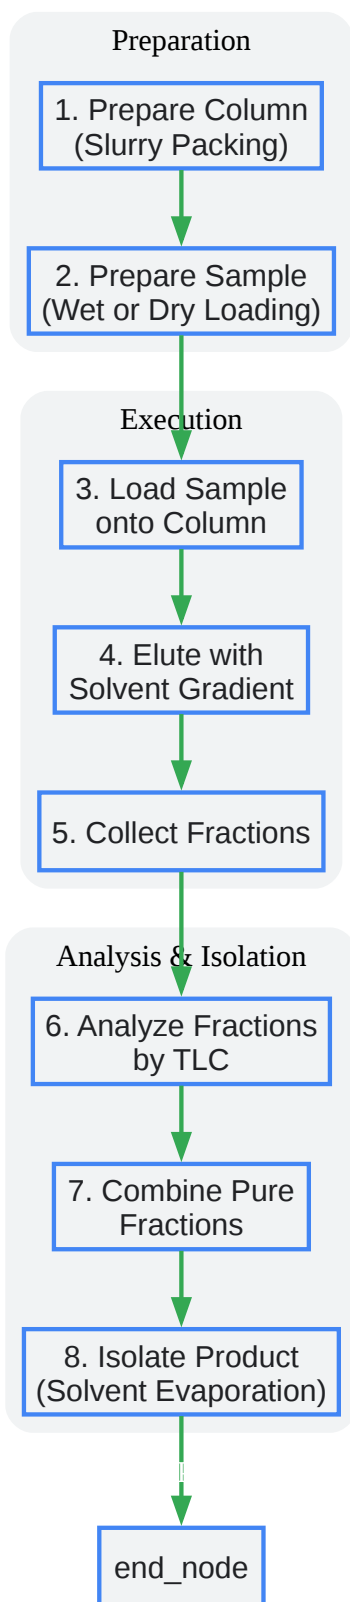 Preparation
1. Prepare Column
(Slurry Packing)
2. Prepare Sample
(Wet or Dry Loading)
Execution
3. Load Sample
onto Column
4. Elute with
Solvent Gradient
5. Collect Fractions
Analysis & Isolation
6. Analyze Fractions
by TLC
7. Combine Pure
Fractions
8. Isolate Product
(Solvent Evaporation)
end_node